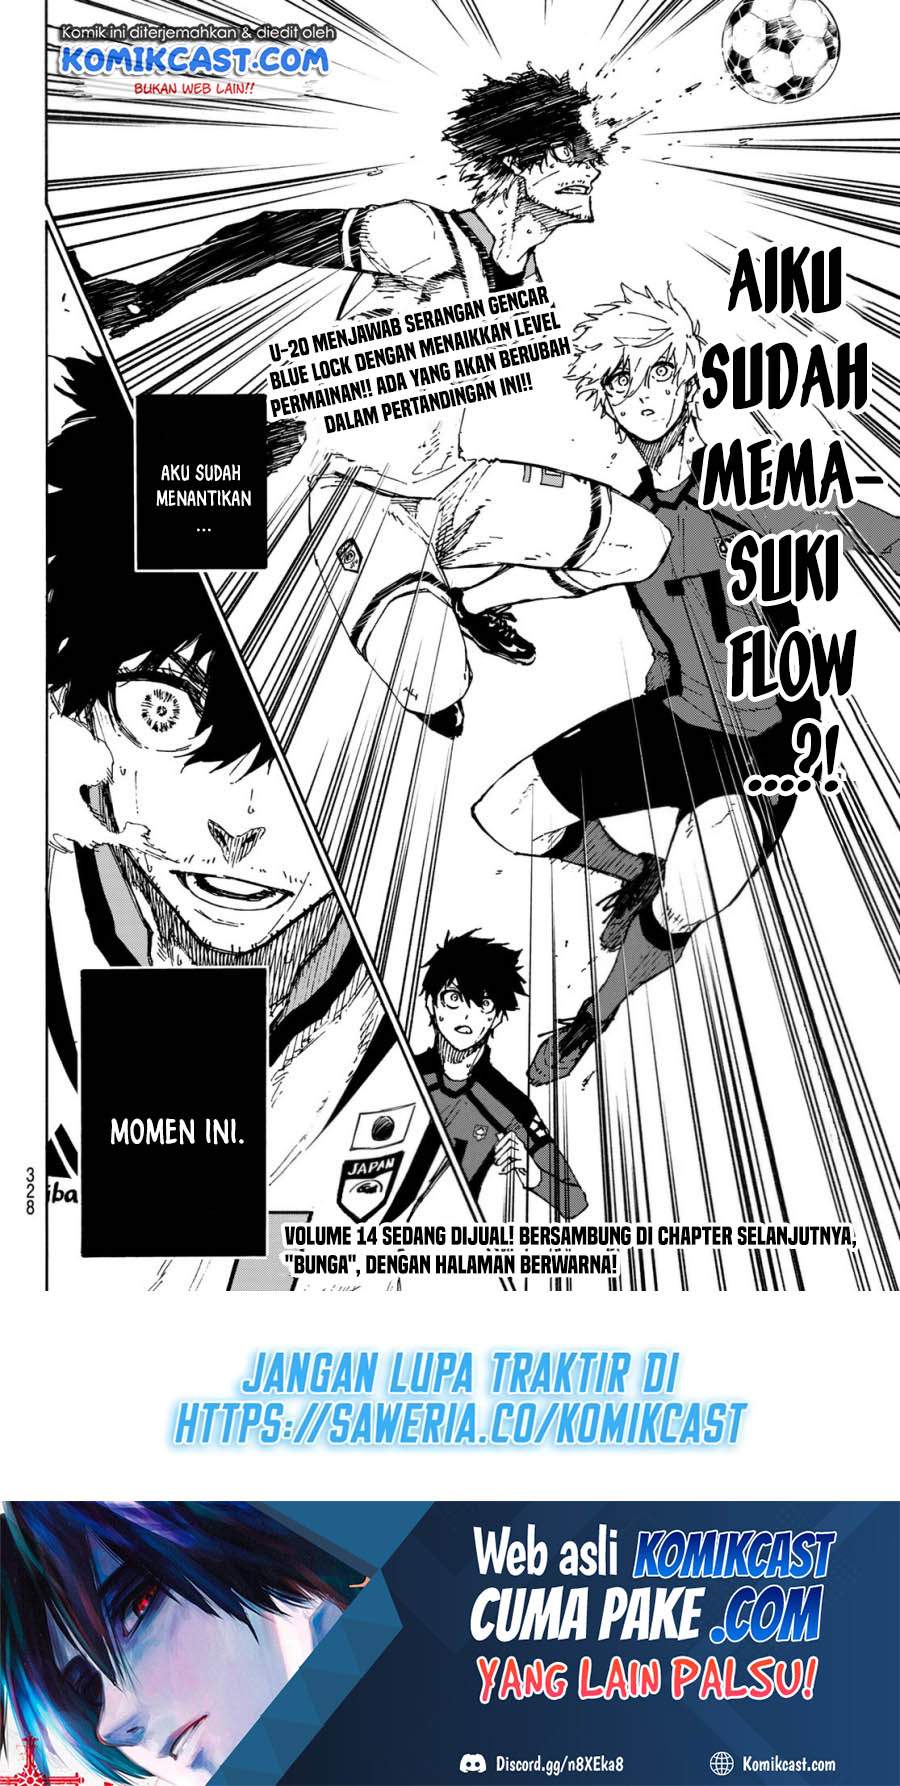 Komik ini diterjemahkan & diedit oleh
KOMIKCAST.COM
BUKAN WEB LAIN!!
AIKU
SUDAH
MEMA-
SUKI
FLOW
....?!
U-20 MENJAWAB SERANGAN GENCAR
BLUE LOCK DENGAN MENAIKKAN LEVEL
PERMAINAN!! ADA YANG AKAN BERUBAH
DALAM PERTANDINGAN INI!!
AKU SUDAH
MENANTIKAN
...
MOMEN INI.
JAPAN
iba
328
VOLUME 14 SEDANG DIJUAL! BERSAMBUNG DI CHAPTER SELANJUTNYA,
"BUNGA", DENGAN HALAMAN BERWARNA!
JANGAN LUPA TRAKTIR DI
HTTPS://SAWERIA.CO/KOMIKCAST
Web asli KOMIKCAST
CUMA PAKE .COM
YANG LAIN PALSU!
Discord.gg/n8XEka8
Komikcast.com